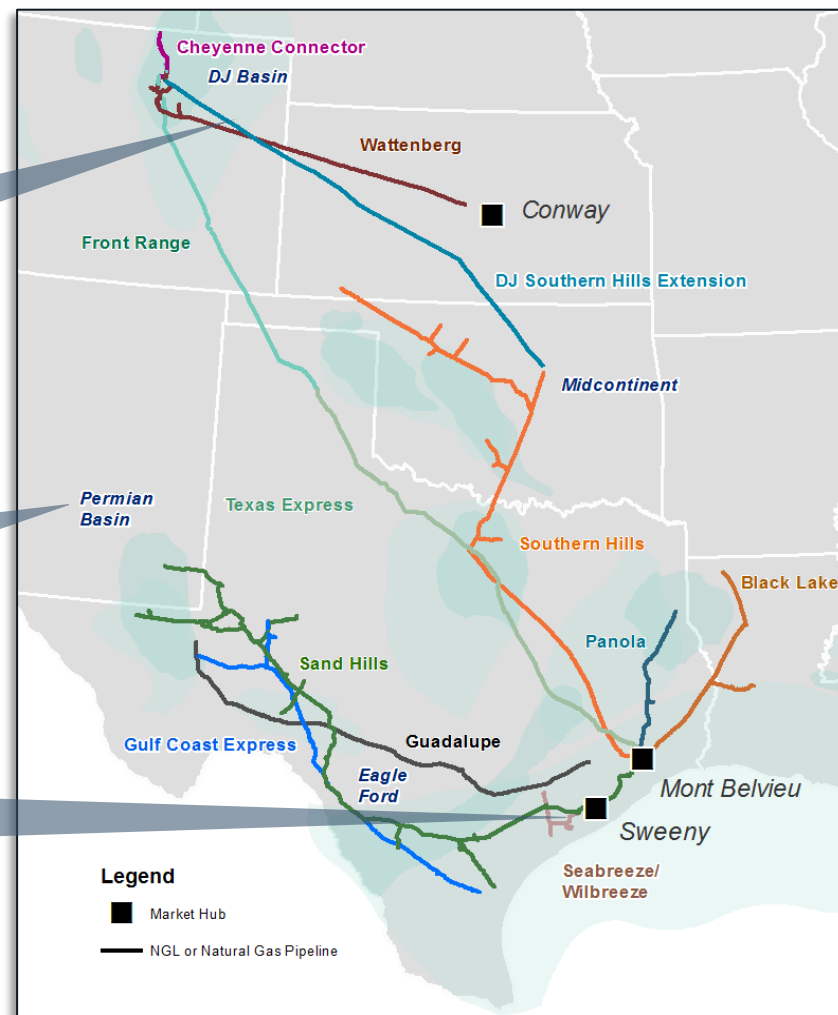 Cheyenne Connector
DJ Basin
Wattenberg
Conway
Front Range
DJ Southern Hills Extension
Midcontinent
Permian
Basin
Texas Express
Southern Hills
Black Lake
Panola
Sand Hills
Guadalupe
Gulf Coast Express
Eagle
Ford
Mont Belvieu
Sweeny
Seabreeze/
Wilbreeze
Legend
Market Hub
NGL or Natural Gas Pipeline